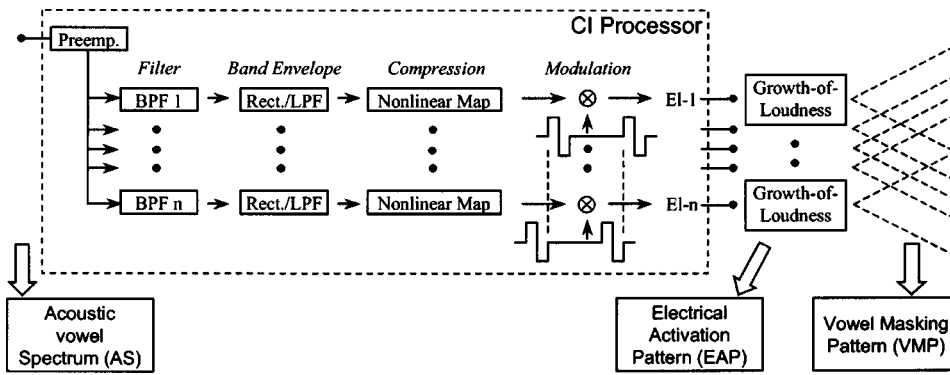 CI Processor
Preemp.
Filter Band Envelope Compression Modulation
BPF 1 Rect./LPF Nonlinear Map El-1
Growth-of-
Loudness
BPF n Rect./LPF Nonlinear Map El-n
Growth-of-
Loudness
Acoustic
vowel
Spectrum (AS)
Electrical
Activation
Pattern (EAP)
Vowel Masking
Pattern (VMP)